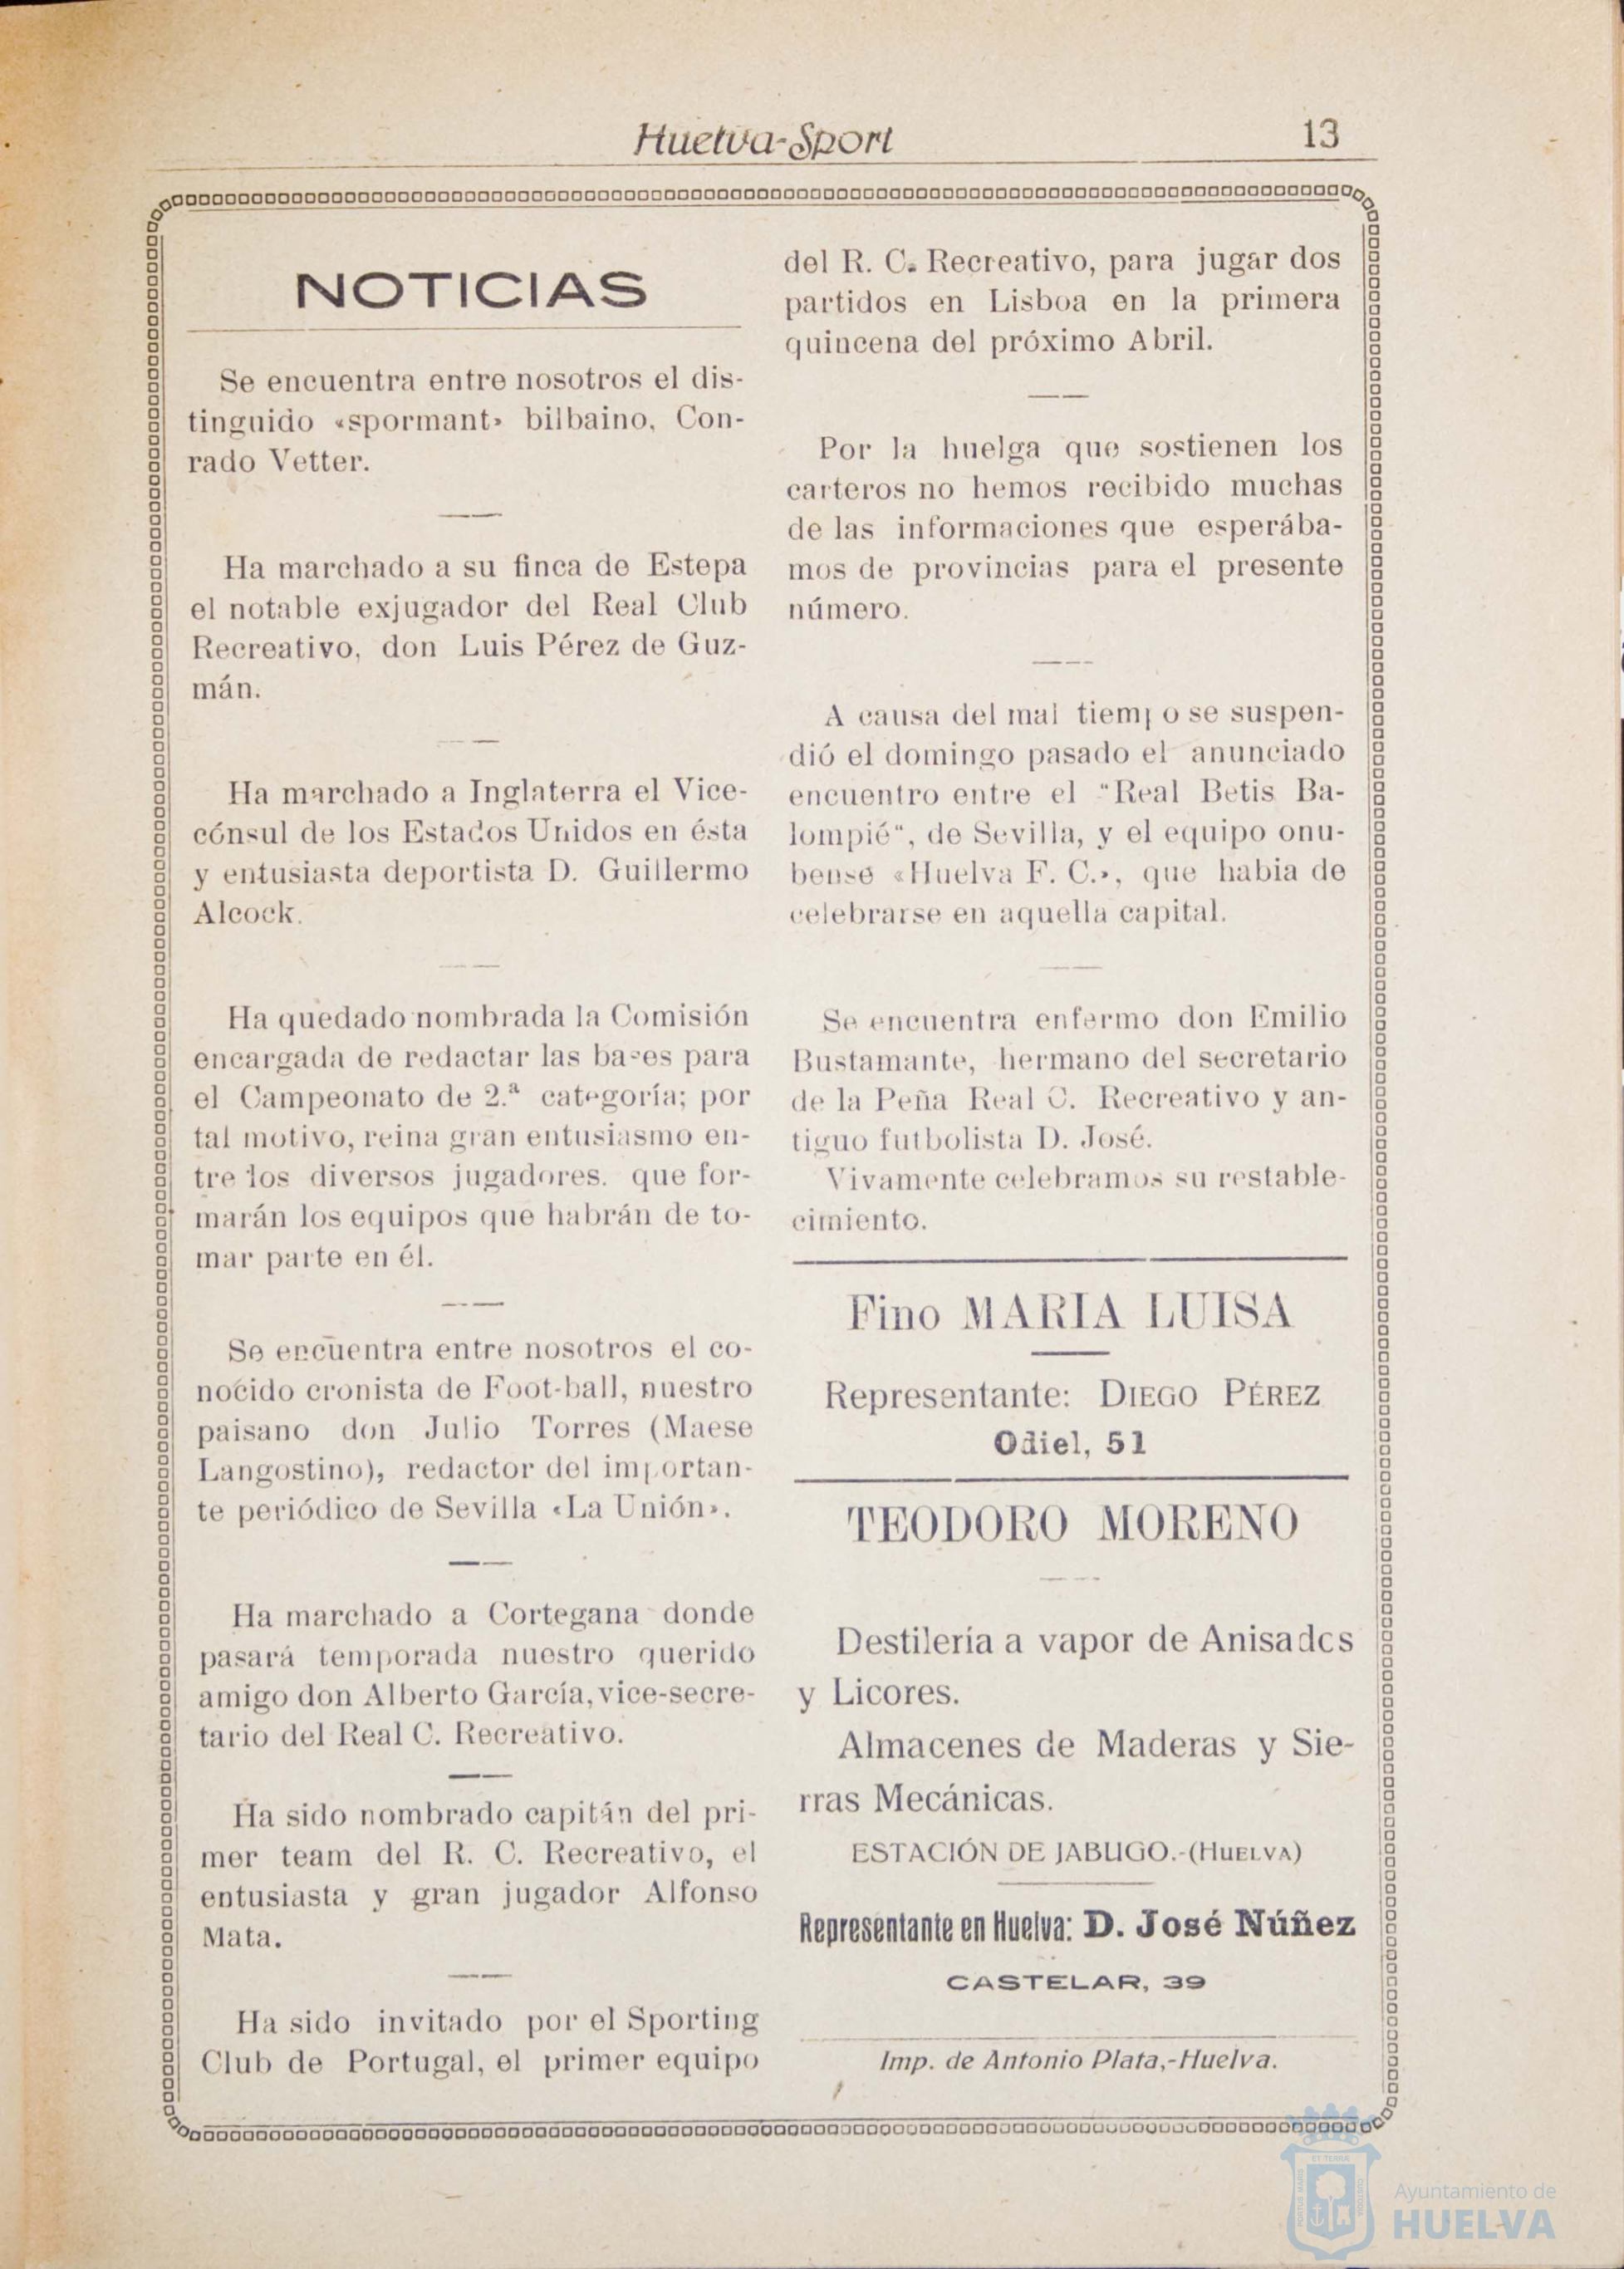 Huelva-Sport
13
NOTICIAS
Se encuentra entre nosotros el dis-
tinguido «spormant» bilbaino, Con-
rado Vetter.
Ha marchado a su finca de Estepa
el notable exjugador del Real Club
Recreativo, don Luis Pérez de Guz-
mán.
Ha marchado a Inglaterra el Vice-
cónsul de los Estados Unidos en ésta
y entusiasta deportista D. Guillermo
Alcock.
Ha quedado nombrada la Comisión
encargada de redactar las bases para
el Campeonato de 2.ª categoría; por
tal motivo, reina gran entusiasmo en-
tre los diversos jugadores. que for-
marán los equipos que habrán de to-
mar parte en él.
Se encuentra entre nosotros el co-
nocido cronista de Foot-ball, nuestro
paisano don Julio Torres (Maese
Langostino), redactor del importan-
te periódico de Sevilla «La Unión».
Ha marchado a Cortegana donde
pasará temporada nuestro querido
amigo don Alberto García, vice-secre-
tario del Real C. Recreativo.
Ha sido nombrado capitán del pri-
mer team del R. C. Recreativo, el
entusiasta y gran jugador Alfonso
Mata.
Ha sido invitado por el Sporting
Club de Portugal, el primer equipo
del R. C. Recreativo, para jugar dos
partidos en Lisboa en la primera
quincena del próximo Abril.
Por la huelga que sostienen los
carteros no hemos recibido muchas
de las informaciones que esperába-
mos de provincias para el presente
número.
A causa del mal tiempo se suspen-
dió el domingo pasado el anunciado
encuentro entre el "Real Betis Ba-
lompié", de Sevilla, y el equipo onu-
bense «Huelva F. C.», que habia de
celebrarse en aquella capital.
Se encuentra enfermo don Emilio
Bustamante, hermano del secretario
de la Peña Real C. Recreativo y an-
tiguo futbolista D. José.
Vivamente celebramos su restable-
cimiento.
Fino MARIA LUISA
Representante: DIEGO PÉREZ
Odiel, 51
TEODORO MORENO
Destilería a vapor de Anisados
y Licores.
Almacenes de Maderas y Sie-
rras Mecánicas.
ESTACIÓN DE JABUGO.-(HUELVA)
Representante en Huelva: D. José Núñez
CASTELAR, 39
Imp. de Antonio Plata,-Huelva.
Ayuntamiento de
HUELVA